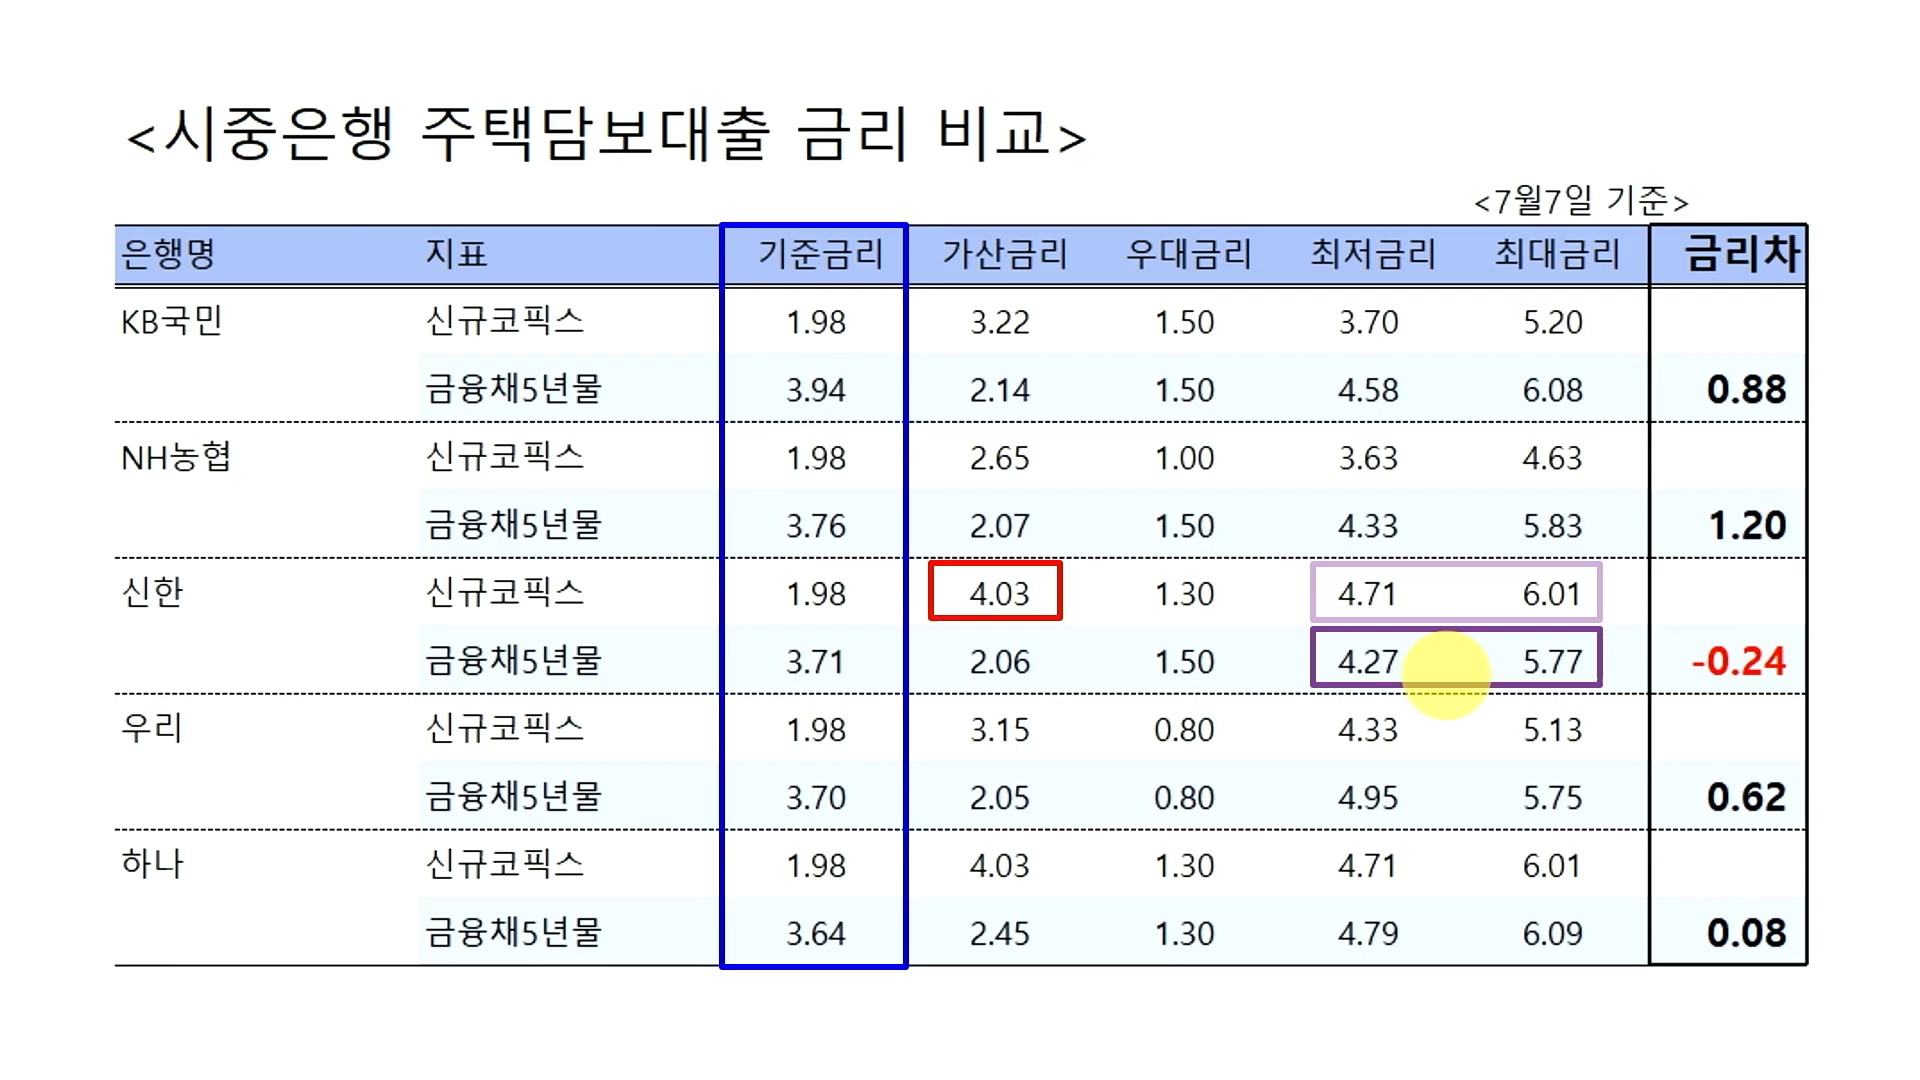 <시중은행 주택담보대출 금리 비교>
<7월7일 기준>
은행명 지표 기준금리 가산금리 우대금리 최저금리 최대금리 금리차
KB국민 신규코픽스 1.98 3.22 1.50 3.70 5.20
금융채5년물 3.94 2.14 1.50 4.58 6.08 0.88
NH농협 신규코픽스 1.98 2.65 1.00 3.63 4.63
금융채5년물 3.76 2.07 1.50 4.33 5.83 1.20
신한 신규코픽스 1.98 4.03 1.30 4.71 6.01
금융채5년물 3.71 2.06 1.50 4.27 5.77 -0.24
우리 신규코픽스 1.98 3.15 0.80 4.33 5.13
금융채5년물 3.70 2.05 0.80 4.95 5.75 0.62
하나 신규코픽스 1.98 4.03 1.30 4.71 6.01
금융채5년물 3.64 2.45 1.30 4.79 6.09 0.08